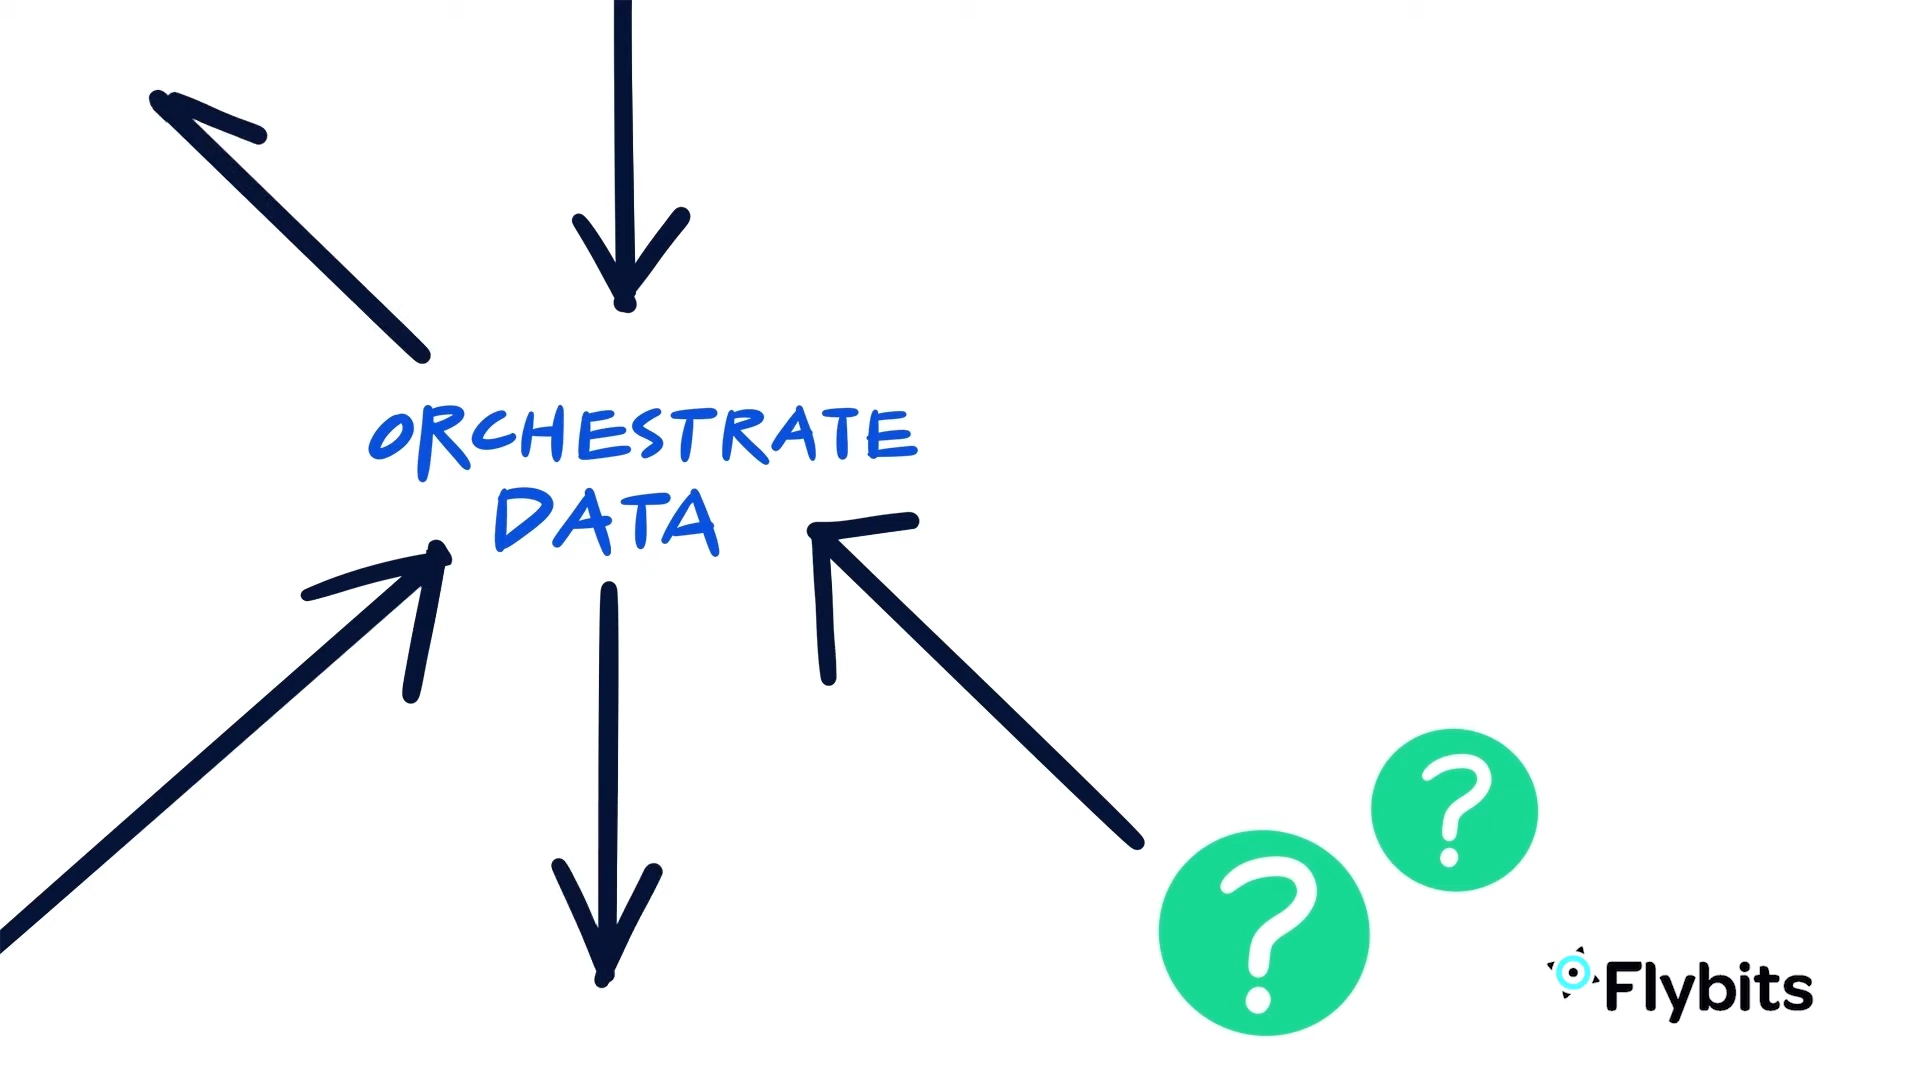 ORCHESTRATE
DATA
?
?
Flybits